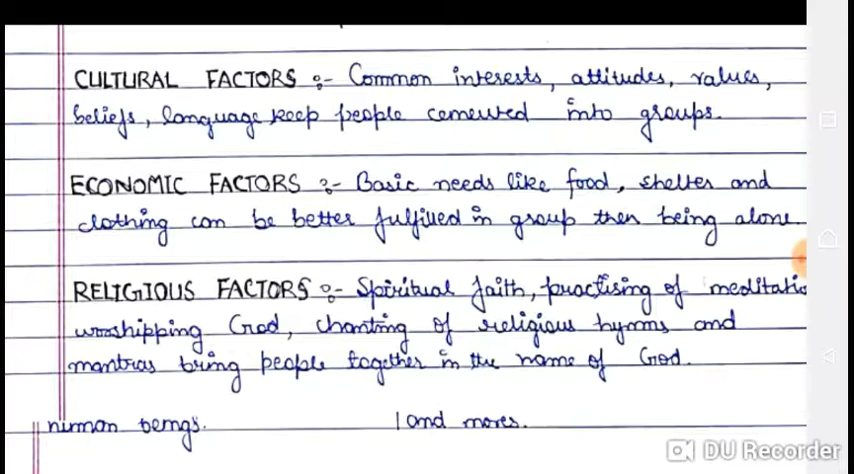 CULTURAL FACTORS :- Common interests, attitudes, values,
beliefs, language keep people cemented into groups.
ECONOMIC FACTORS :- Basic needs like food, shelter and
clothing can be better fulfilled in group then being alone.
RELIGIOUS FACTORS :- Spiritual faith, practising of meditatio
worshipping God, chanting of religious hymns and
mantras bring people together in the name of God.
human beings. and mores.
DU Recorder